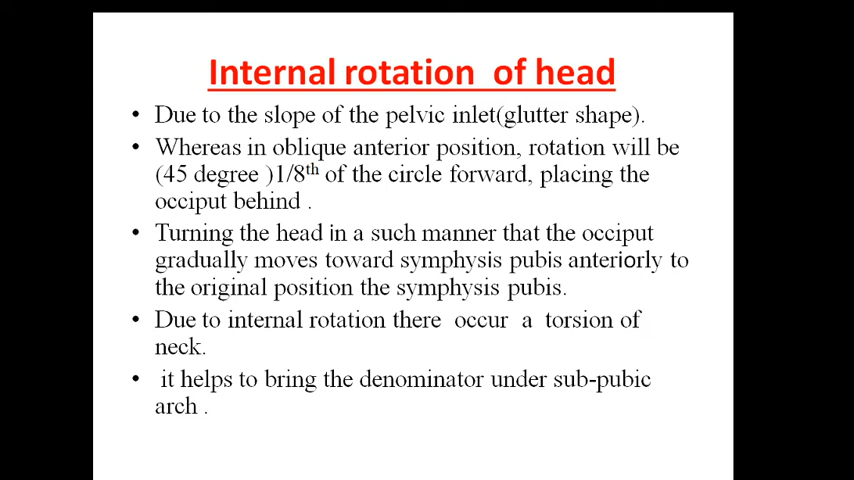 Internal rotation of head
• Due to the slope of the pelvic inlet(glutter shape).
• Whereas in oblique anterior position, rotation will be
(45 degree )1/8th of the circle forward, placing the
occiput behind .
• Turning the head in a such manner that the occiput
gradually moves toward symphysis pubis anteriorly to
the original position the symphysis pubis.
• Due to internal rotation there occur a torsion of
neck.
• it helps to bring the denominator under sub-pubic
arch .